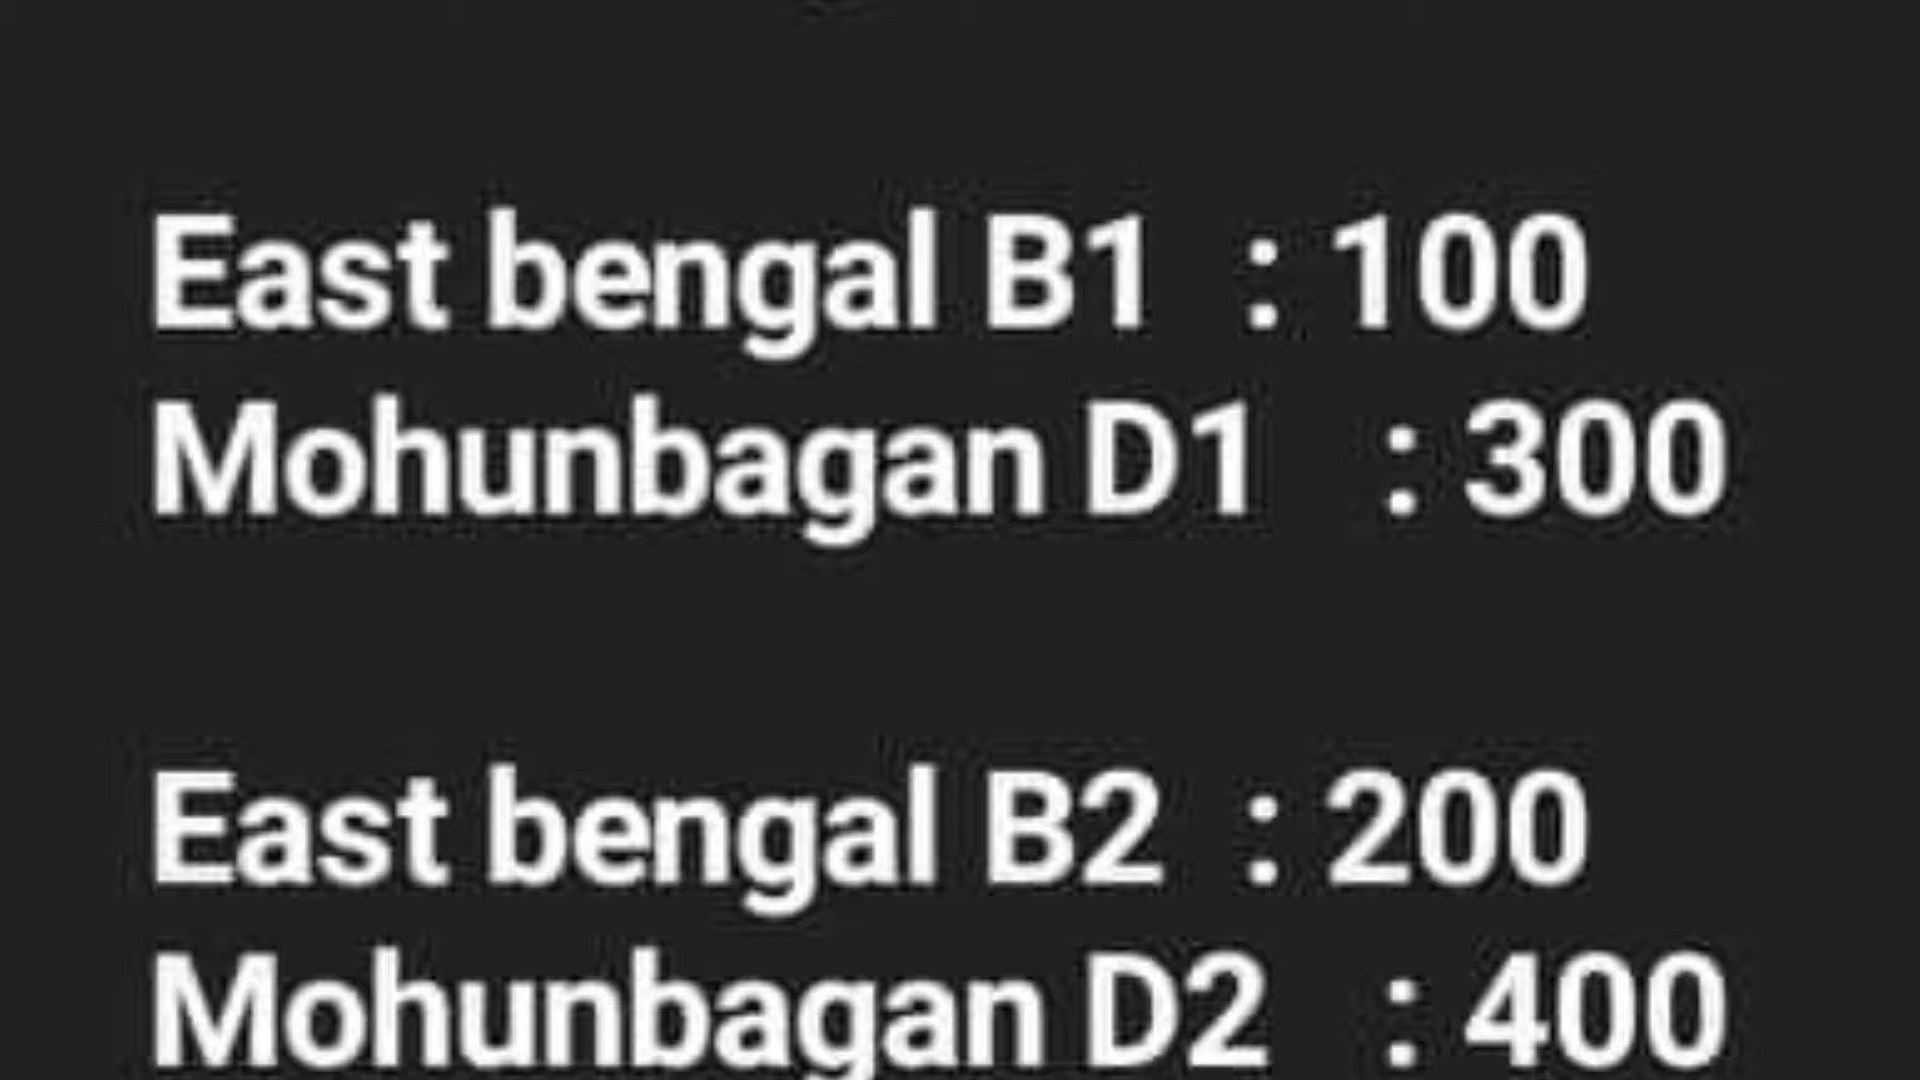 East bengal B1 : 100
Mohunbagan D1 : 300
East bengal B2 : 200
Mohunbagan D2 : 400